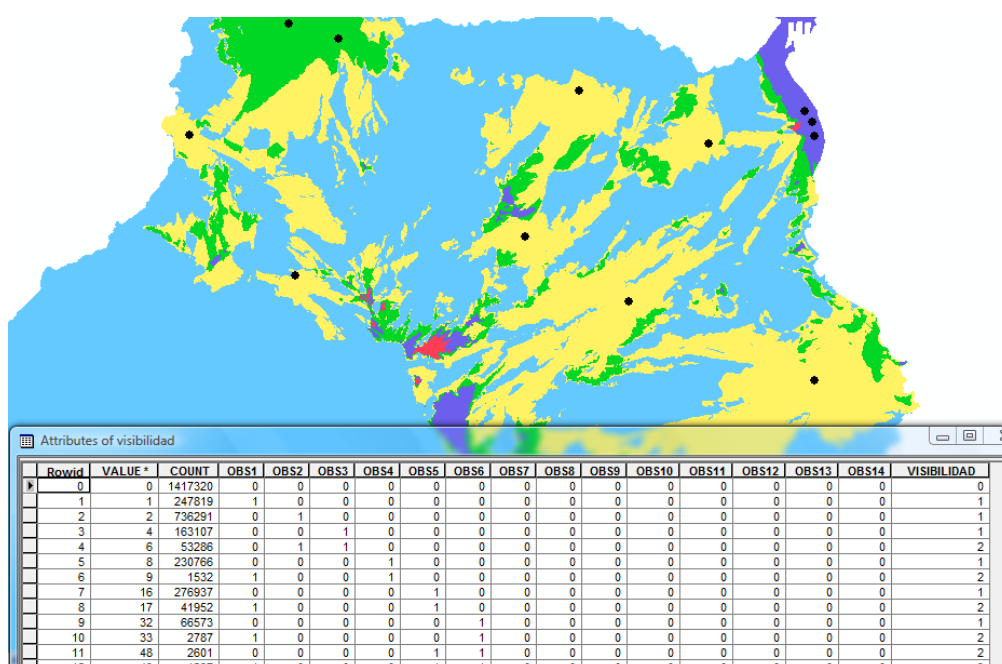 Attributes of visibilidad
Rowid VALUE * COUNT OBS1 OBS2 OBS3 OBS4 OBS5 OBS6 OBS7 OBS8 OBS9 OBS10 OBS11 OBS12 OBS13 OBS14 VISIBILIDAD
0 0 1417320 0 0 0 0 0 0 0 0 0 0 0 0 0 0 0
1 1 247819 1 0 0 0 0 0 0 0 0 0 0 0 0 0 1
2 2 736291 0 1 0 0 0 0 0 0 0 0 0 0 0 0 1
3 4 163107 0 0 1 0 0 0 0 0 0 0 0 0 0 0 1
4 6 53286 0 1 1 0 0 0 0 0 0 0 0 0 0 0 2
5 8 230766 0 0 0 1 0 0 0 0 0 0 0 0 0 0 1
6 9 1532 1 0 0 1 0 0 0 0 0 0 0 0 0 0 2
7 16 276937 0 0 0 0 1 0 0 0 0 0 0 0 0 0 1
8 17 41952 1 0 0 0 1 0 0 0 0 0 0 0 0 0 2
9 32 66573 0 0 0 0 0 1 0 0 0 0 0 0 0 0 1
10 33 2787 1 0 0 0 0 1 0 0 0 0 0 0 0 0 2
11 48 2601 0 0 0 0 1 1 0 0 0 0 0 0 0 0 2